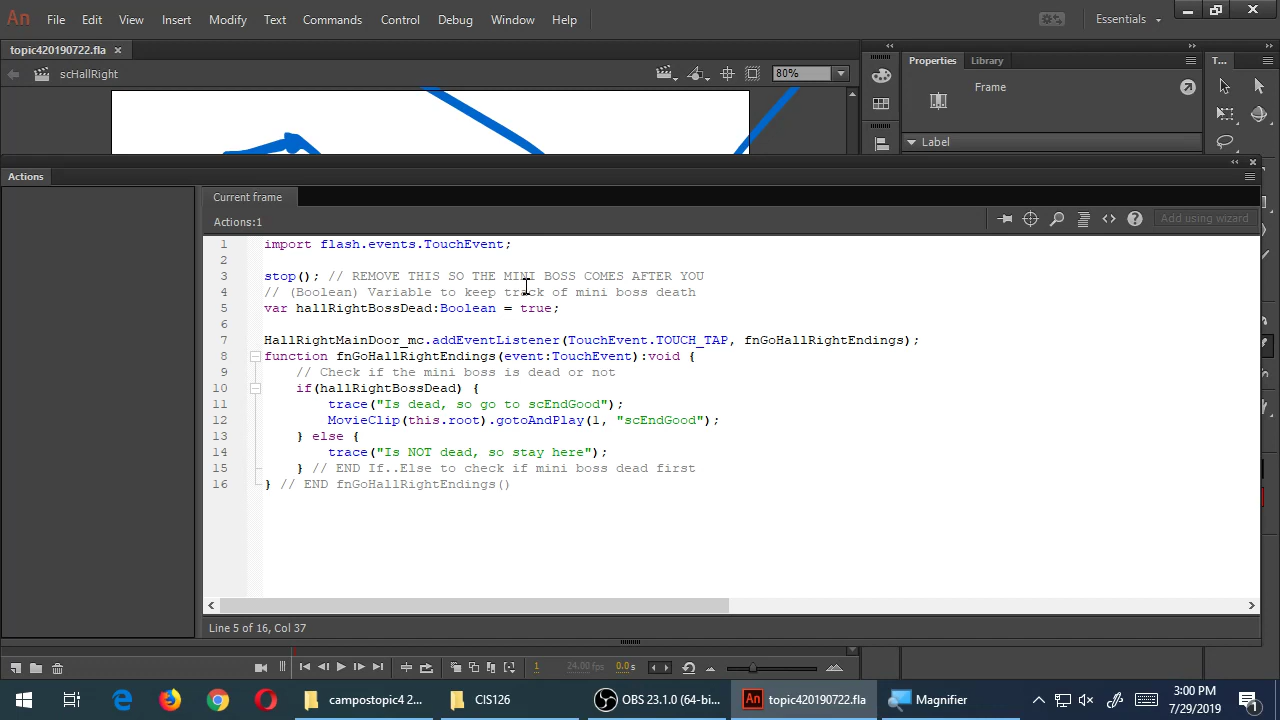 An File Edit View Insert Modify Text Commands Control Debug Window Help Essentials
topic420190722.fla ×
scHallRight 80%
Properties Library T...
Frame
Label
Actions
Current frame
Actions:1 Add using wizard
1 import flash.events.TouchEvent;
2
3 stop(); // REMOVE THIS SO THE MINI BOSS COMES AFTER YOU
4 // (Boolean) Variable to keep track of mini boss death
5 var hallRightBossDead:Boolean = true;
6
7 HallRightMainDoor_mc.addEventListener(TouchEvent.TOUCH_TAP, fnGoHallRightEndings);
8 function fnGoHallRightEndings(event:TouchEvent):void {
9 // Check if the mini boss is dead or not
10 if(hallRightBossDead) {
11 trace("Is dead, so go to scEndGood");
12 MovieClip(this.root).gotoAndPlay(1, "scEndGood");
13 } else {
14 trace("Is NOT dead, so stay here");
15 } // END If..Else to check if mini boss dead first
16 } // END fnGoHallRightEndings()
Line 5 of 16, Col 37
1 24.00 fps 0.0 s
campostopic4 2... CIS126 OBS 23.1.0 (64-bi... An topic420190722.fla Magnifier
3:00 PM
7/29/2019
1